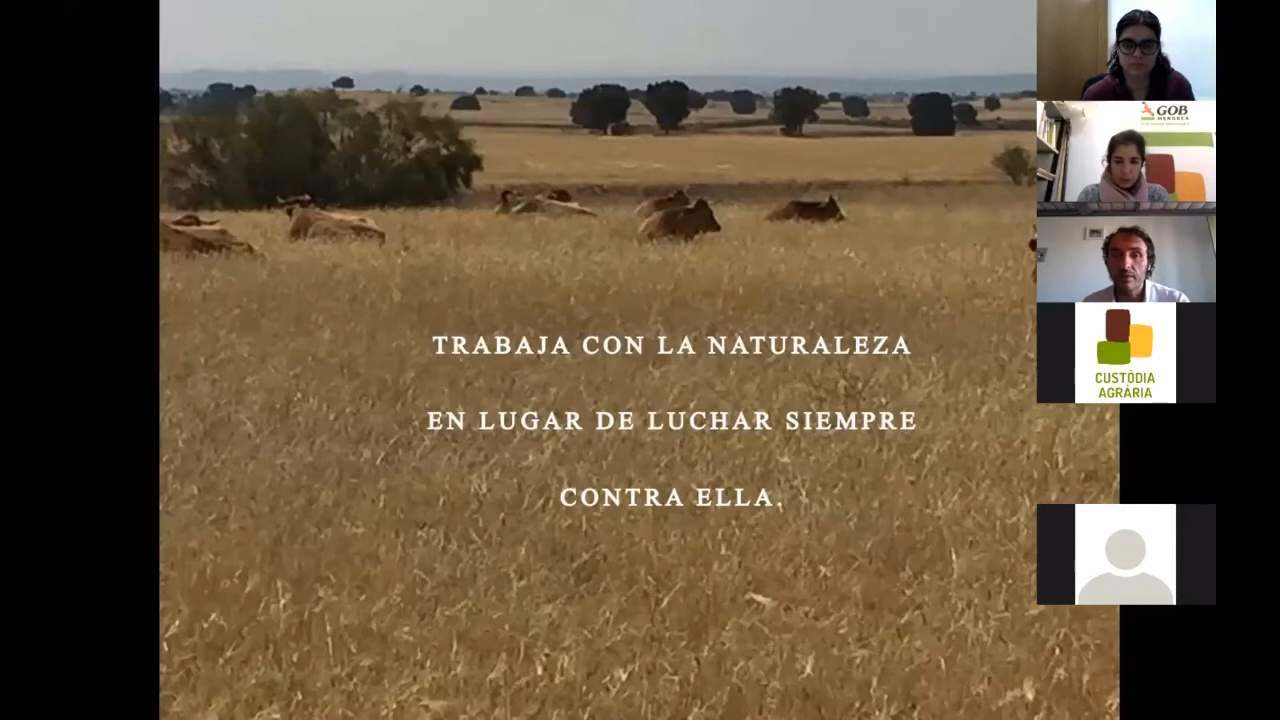 TRABAJA CON LA NATURALEZA
EN LUGAR DE LUCHAR SIEMPRE
CONTRA ELLA.
GOB
MENORCA
CUSTÒDIA
AGRÀRIA